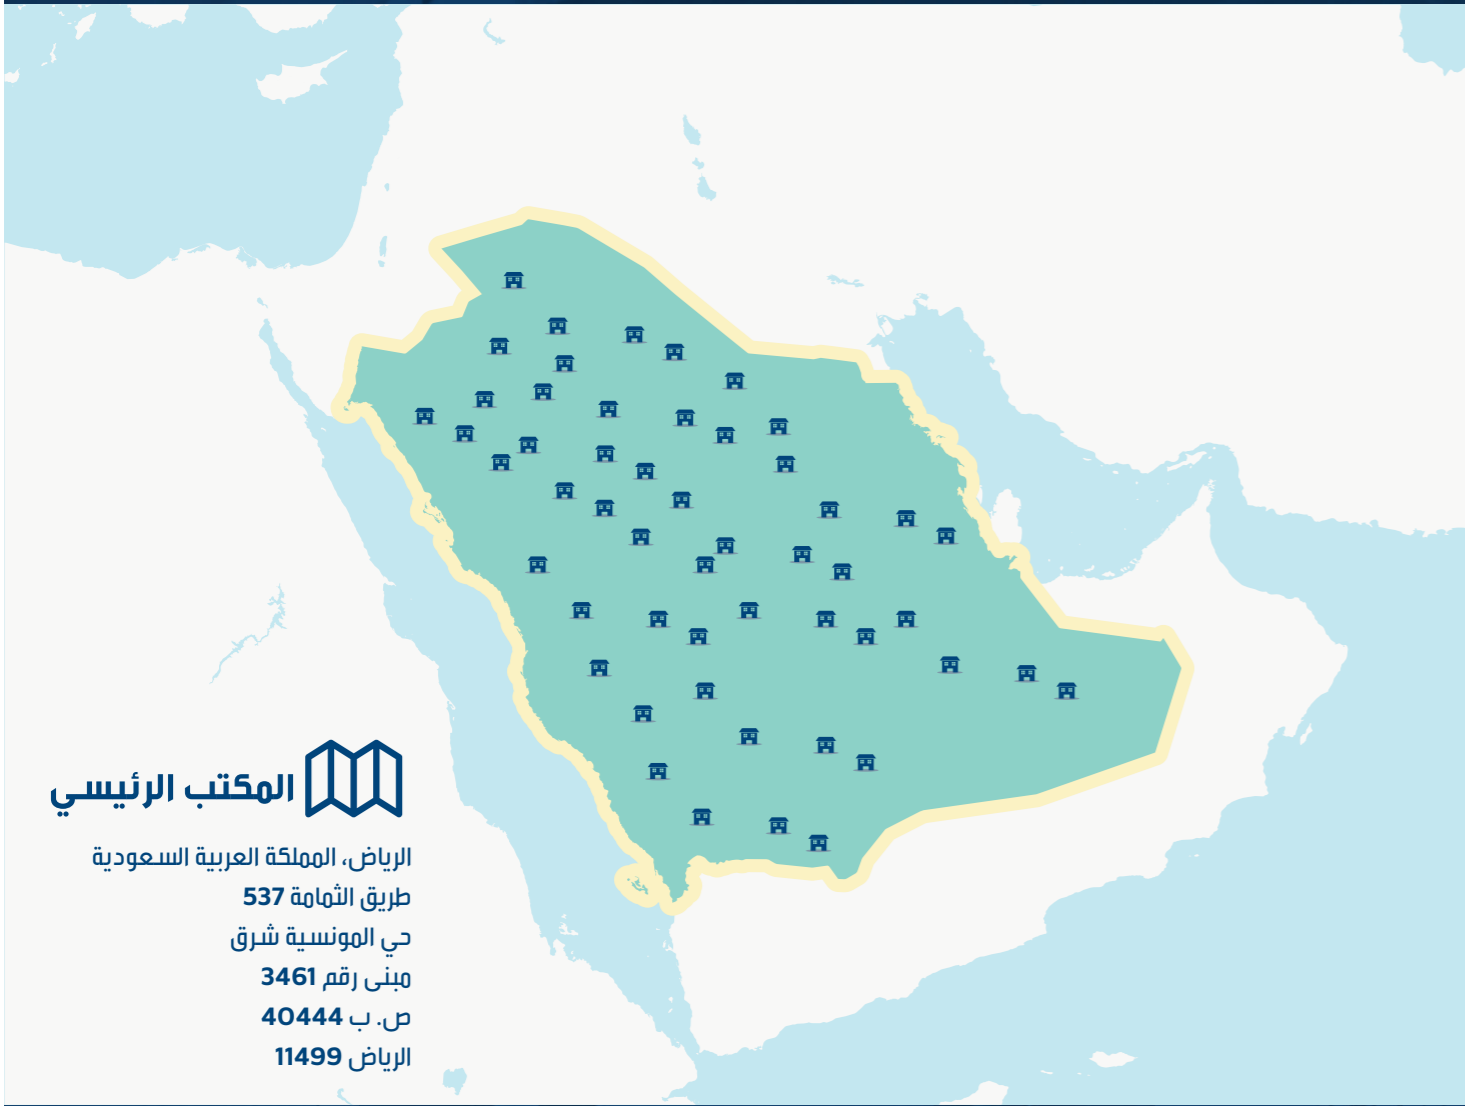 المكتب الرئيسي
الرياض، المملكة العربية السعودية
طريق الثمامة 537
حي المونسية شرق
مبنى رقم 3461
ص. ب 40444
الرياض 11499